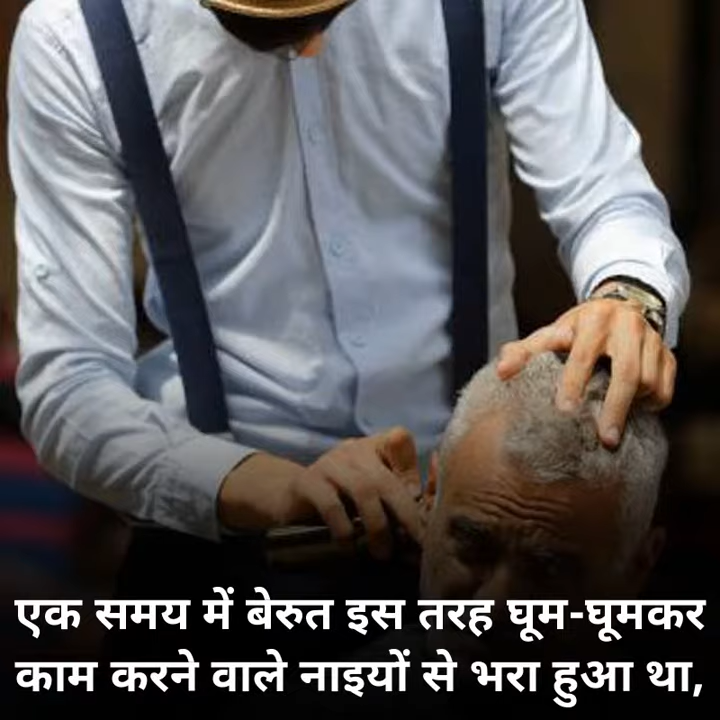 एक समय में बेरुत इस तरह घूम-घूमकर
काम करने वाले नाइयों से भरा हुआ था,